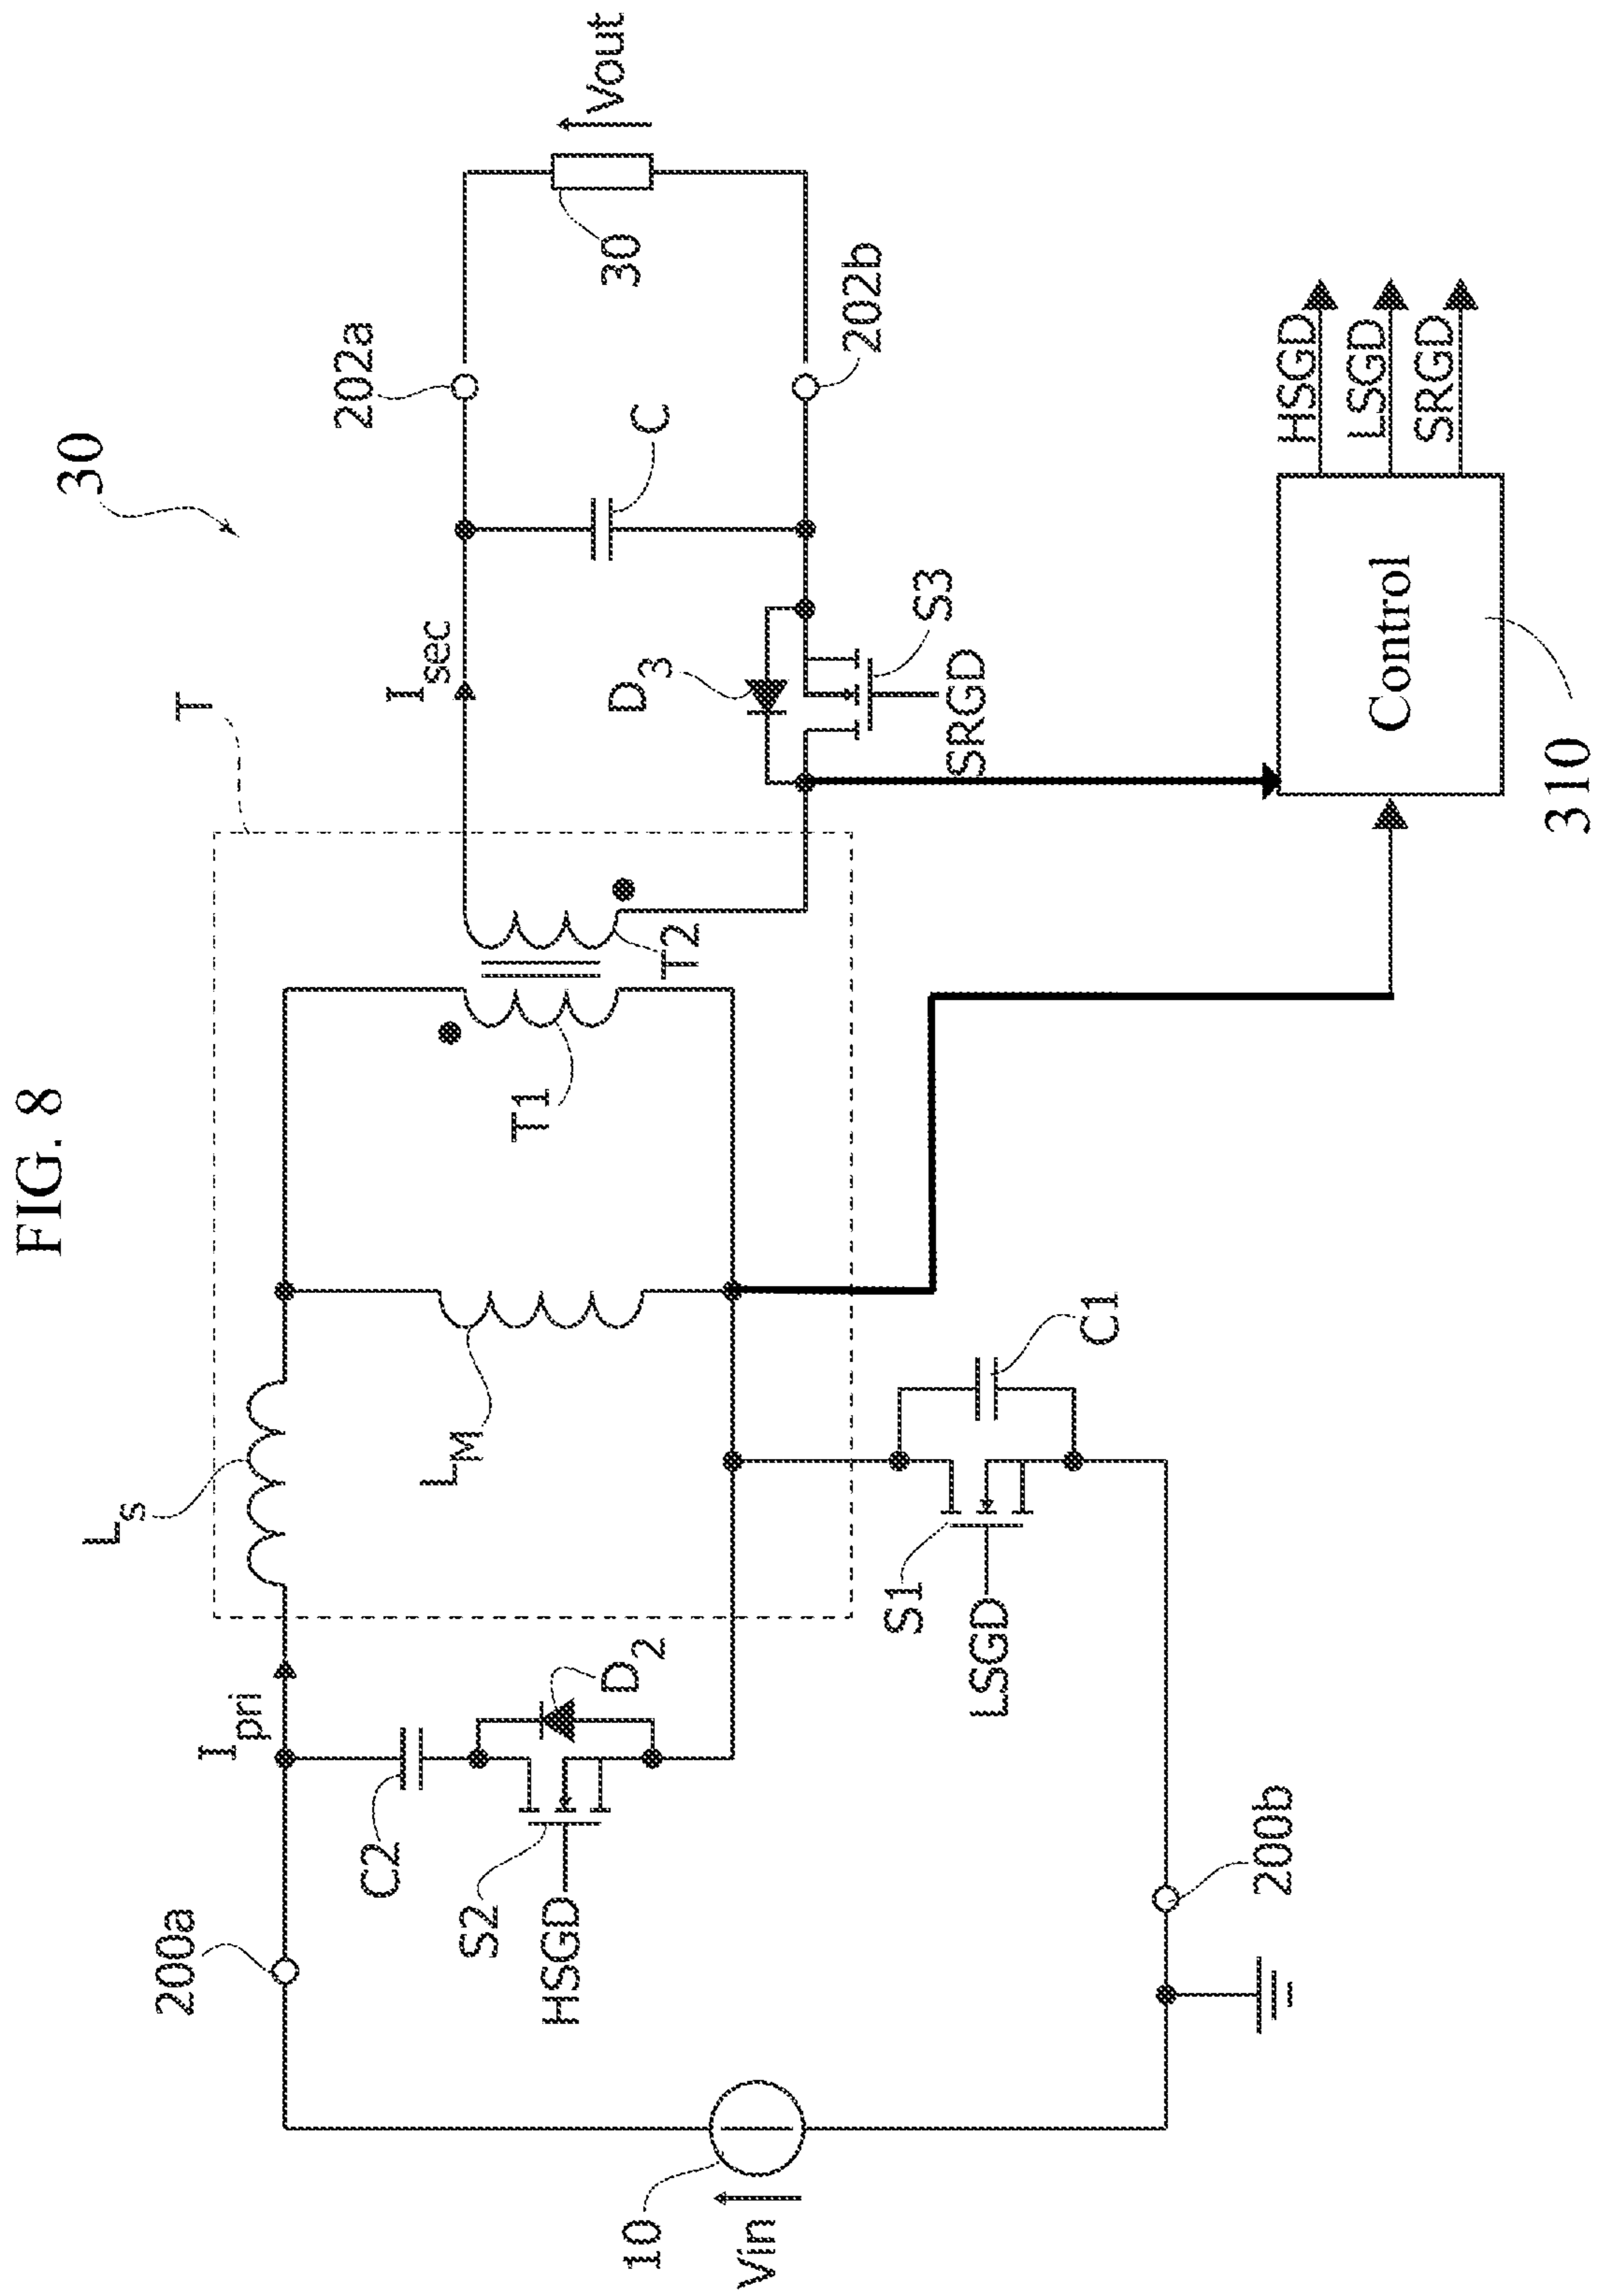 FIG. 8
30
T
Ls
Ipri
Isec
200a
202a
C2
D2
S2
HSGD
LM
T1
T2
D3
C
S3
SRGD
30
Vout
202b
10
Vin
S1
LSGD
C1
200b
Control
310
HSGD
LSGD
SRGD